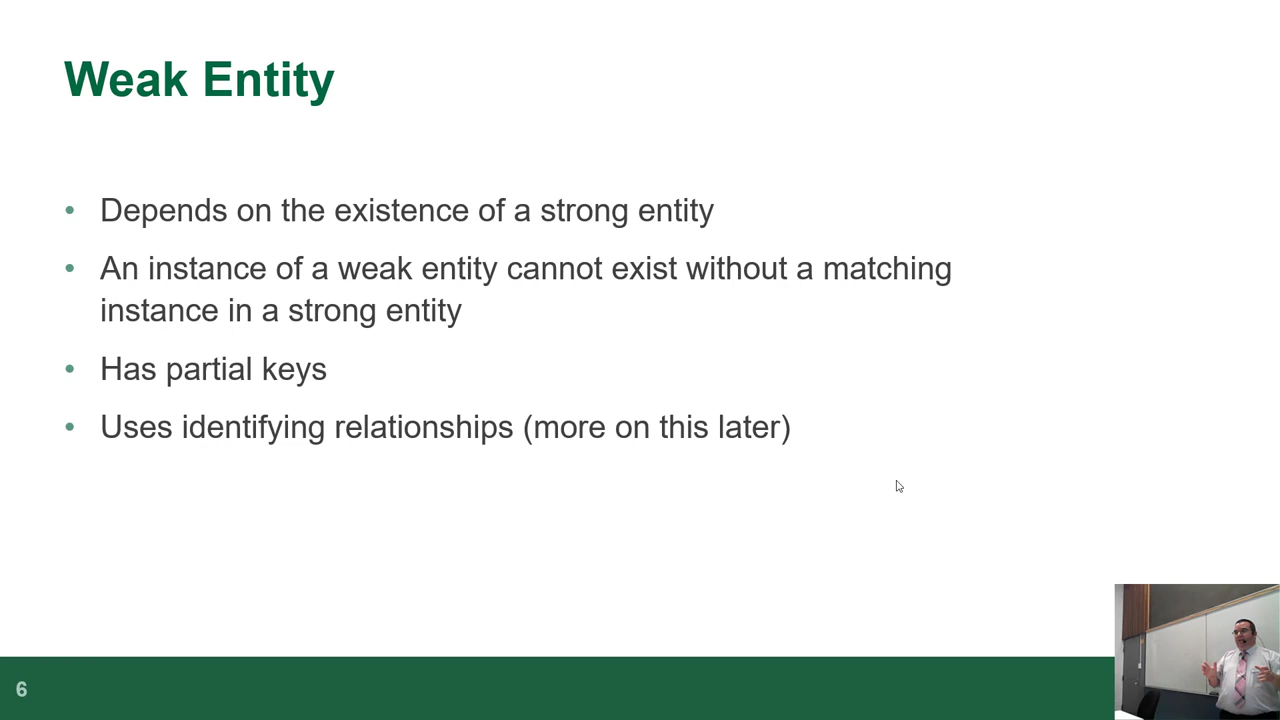 Weak Entity
• Depends on the existence of a strong entity
• An instance of a weak entity cannot exist without a matching
instance in a strong entity
• Has partial keys
• Uses identifying relationships (more on this later)
6